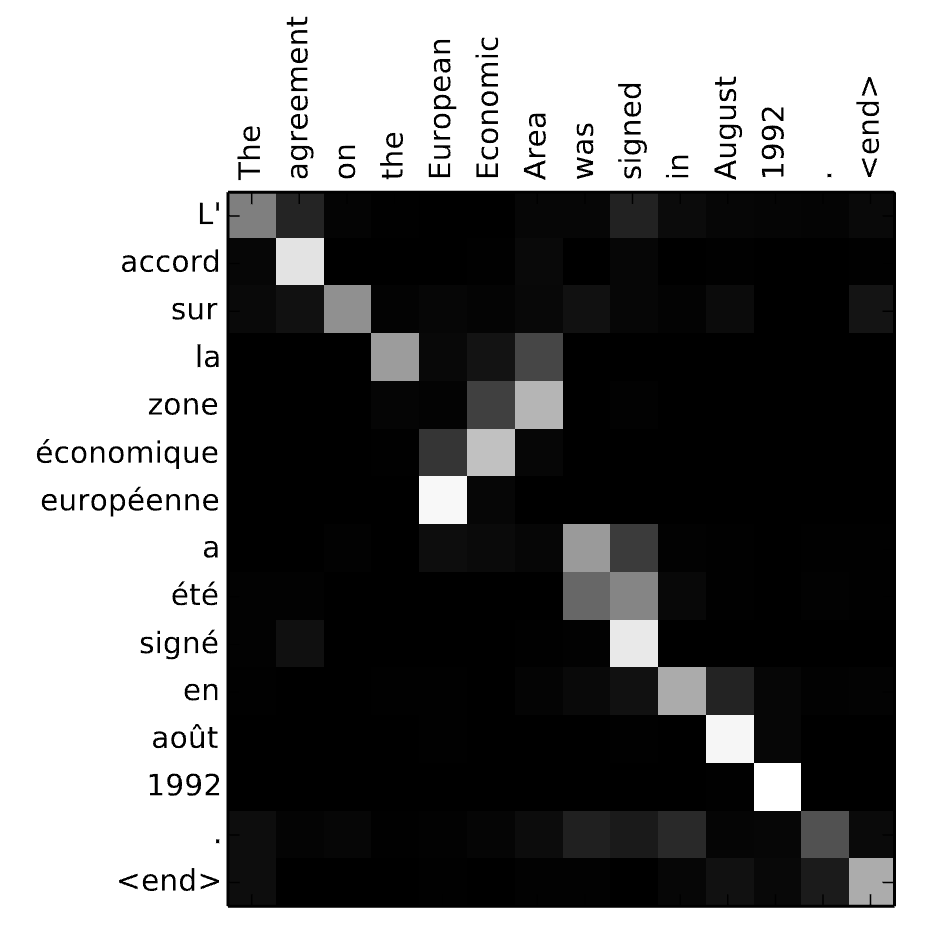 The agreement on the European Economic Area was signed in August 1992 . <end>
L'
accord
sur
la
zone
économique
européenne
a
été
signé
en
août
1992
.
<end>